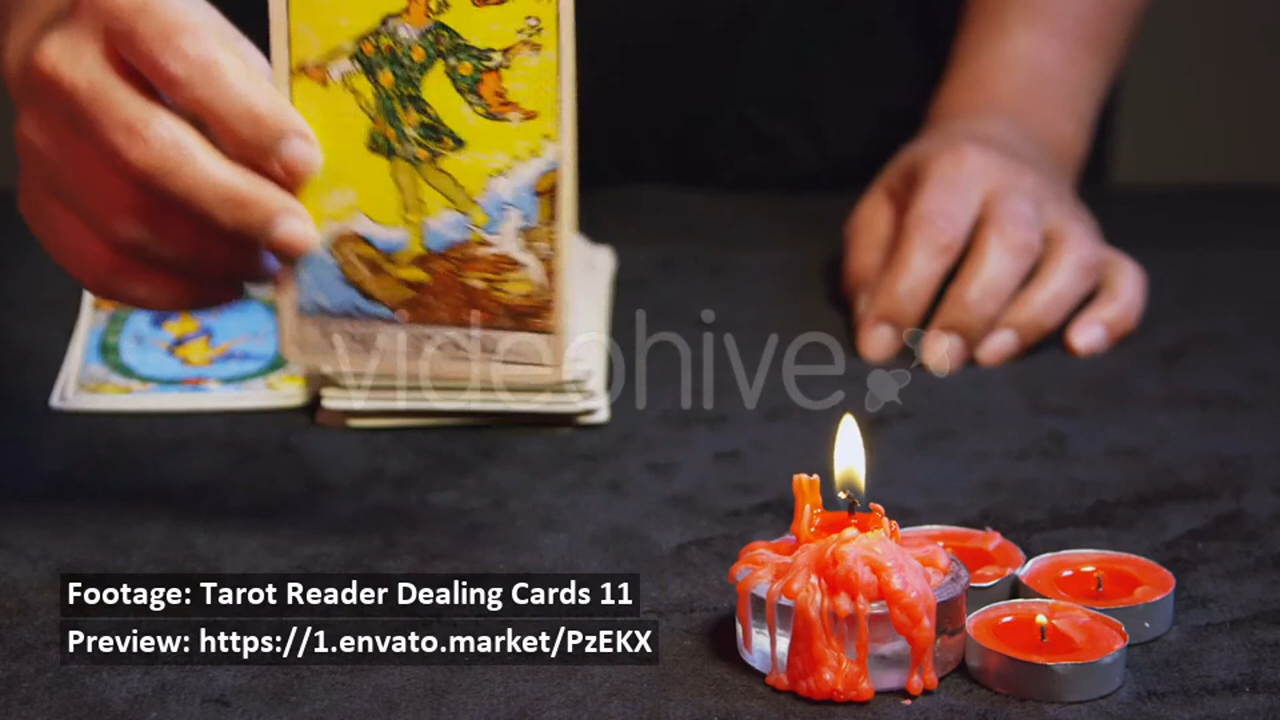 videohive
Footage: Tarot Reader Dealing Cards 11
Preview: https://1.envato.market/PzEKX